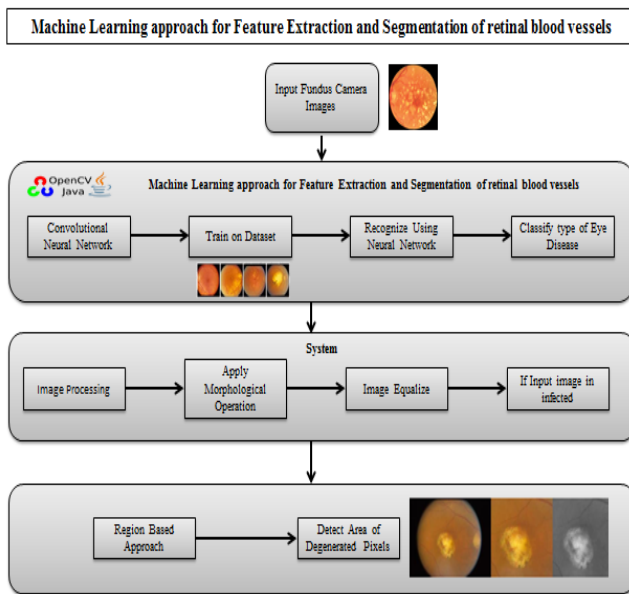 Machine Learning approach for Feature Extraction and Segmentation of retinal blood vessels
Input Fundus Camera
Images
OpenCV
Java
Machine Learning approach for Feature Extraction and Segmentation of retinal blood vessels
Convolutional
Neural Network
Train on Dataset
Recognize Using
Neural Network
Classify type of Eye
Disease
System
Image Processing
Apply
Morphological
Operation
Image Equalize
If Input image in
infected
Region Based
Approach
Detect Area of
Degenerated Pixels